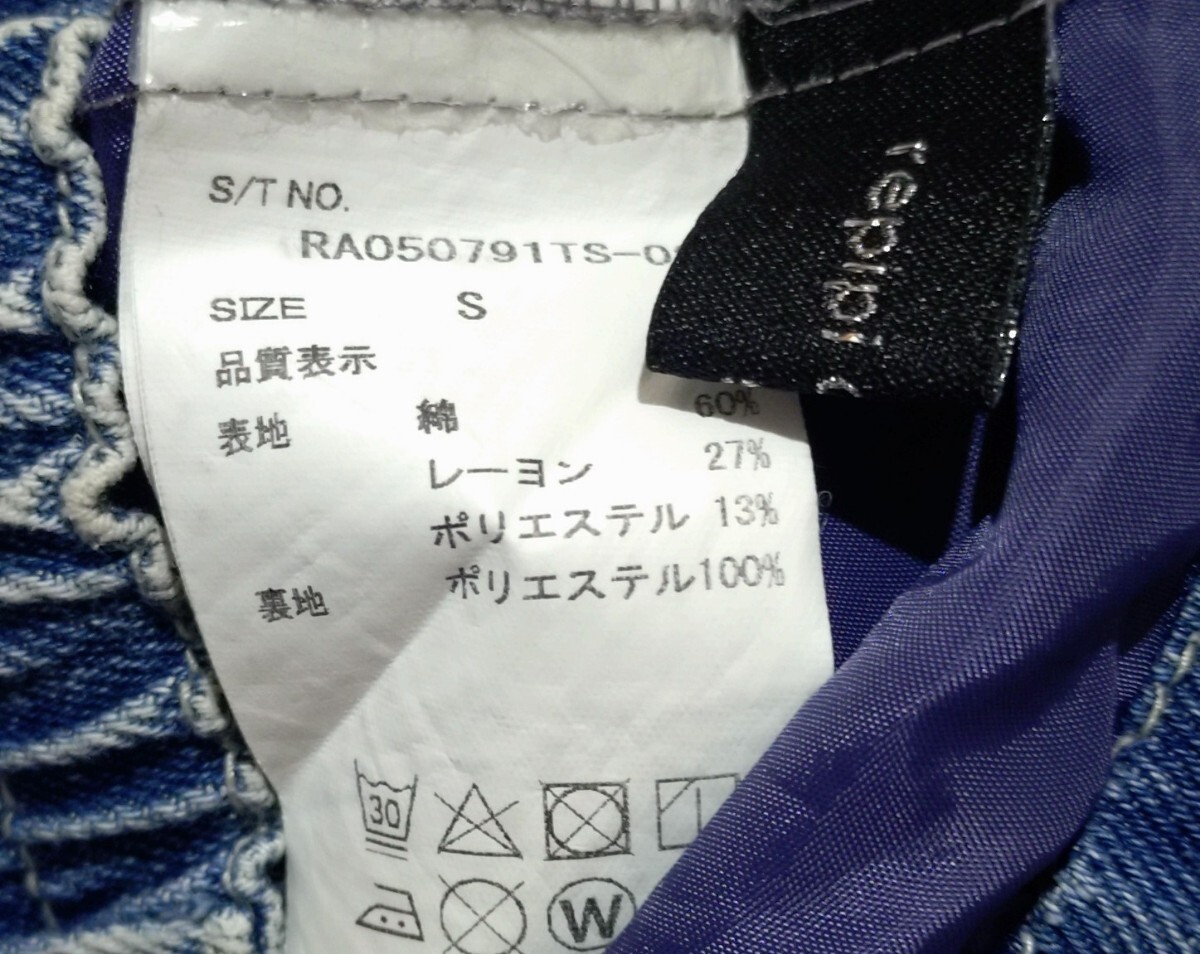 S/T NO.
RA050791TS-0
SIZE S
品質表示
表地 綿 60%
レーヨン 27%
ポリエステル 13%
裏地 ポリエステル100%
30
W
repipi